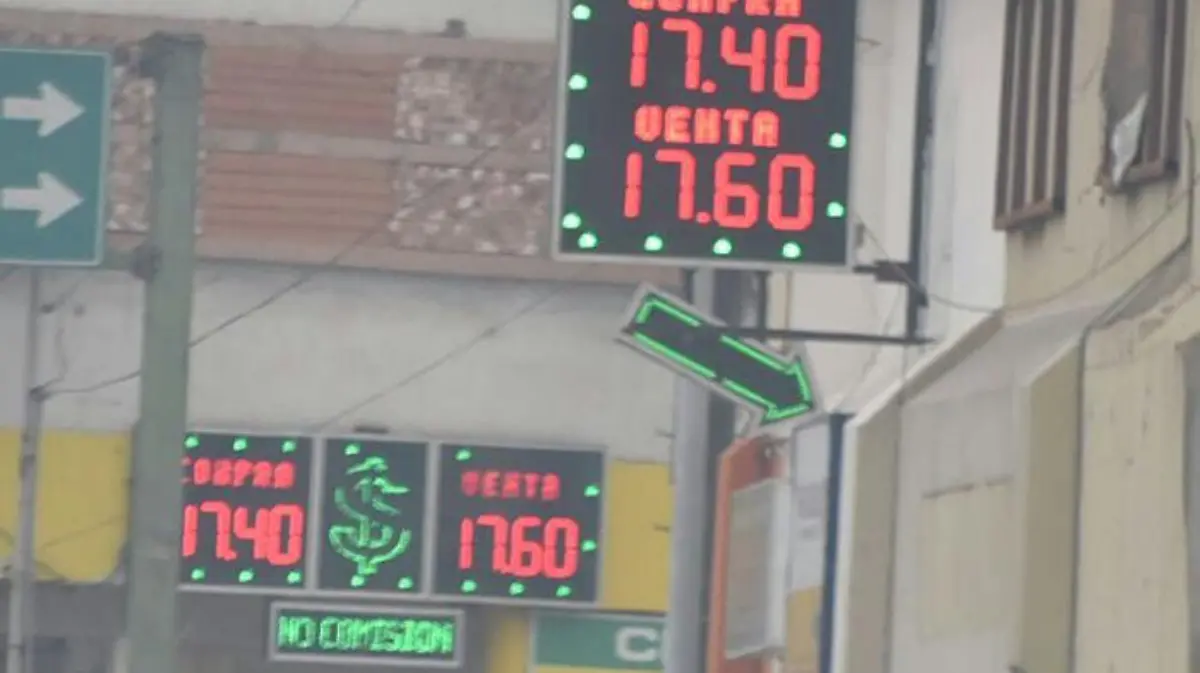 COMPRA
17.40
VENTA
17.60
COMPRA
17.40
$
VENTA
17.60
NO COMISION
C